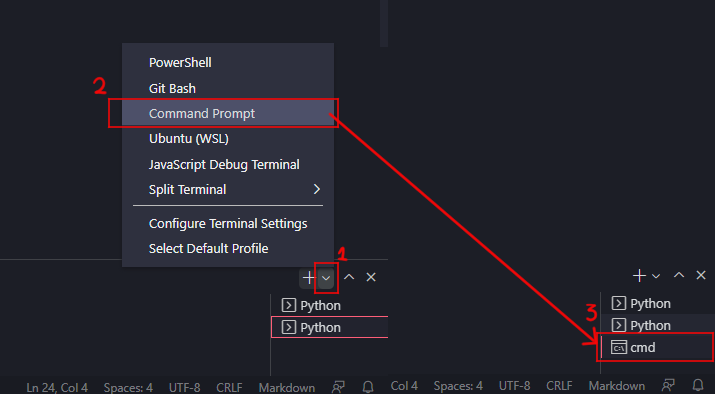 PowerShell
2
Git Bash
Command Prompt
Ubuntu (WSL)
JavaScript Debug Terminal
Split Terminal
Configure Terminal Settings
Select Default Profile
1
Python
Python
3
Python
Python
C:\ cmd
Ln 24, Col 4 Spaces: 4 UTF-8 CRLF Markdown
Col 4 Spaces: 4 UTF-8 CRLF Markdown